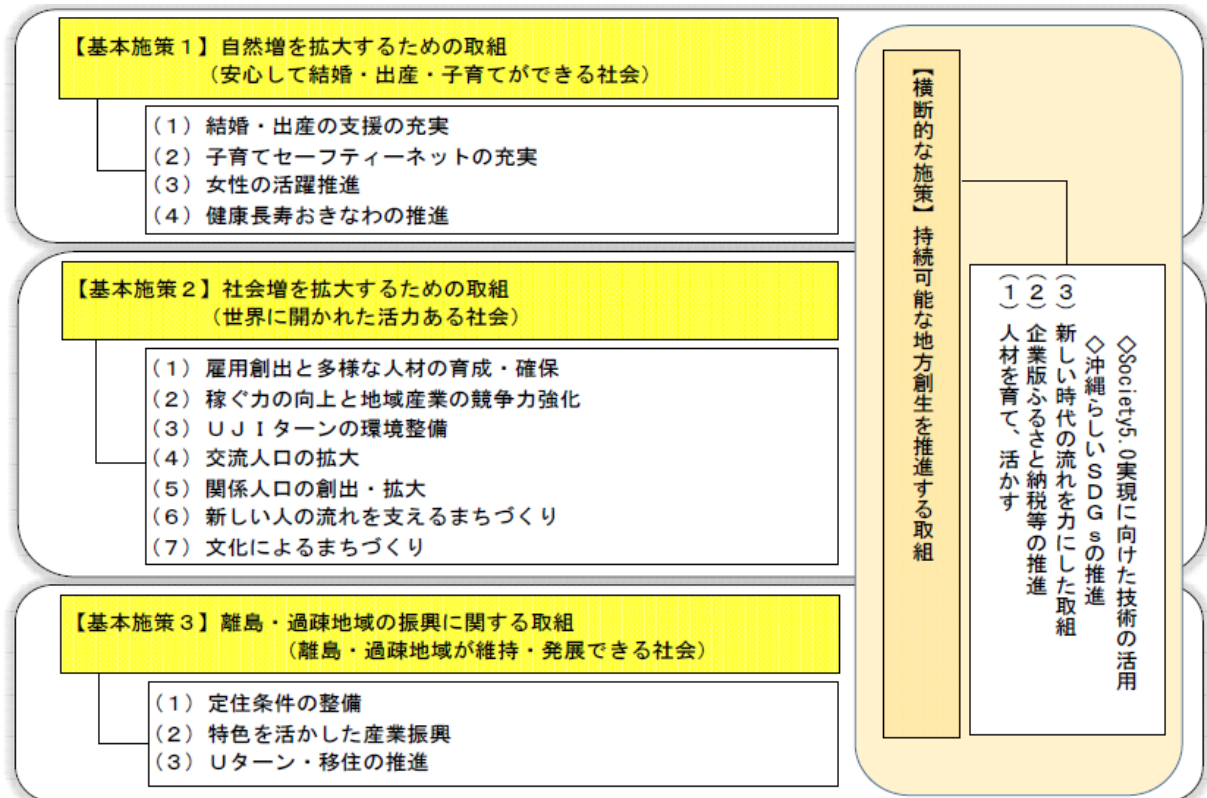 【基本施策１】自然増を拡大するための取組
（安心して結婚・出産・子育てができる社会）
（１）結婚・出産の支援の充実
（２）子育てセーフティーネットの充実
（３）女性の活躍推進
（４）健康長寿おきなわの推進
【基本施策２】社会増を拡大するための取組
（世界に開かれた活力ある社会）
（１）雇用創出と多様な人材の育成・確保
（２）稼ぐ力の向上と地域産業の競争力強化
（３）ＵＪＩターンの環境整備
（４）交流人口の拡大
（５）関係人口の創出・拡大
（６）新しい人の流れを支えるまちづくり
（７）文化によるまちづくり
【基本施策３】離島・過疎地域の振興に関する取組
（離島・過疎地域が維持・発展できる社会）
（１）定住条件の整備
（２）特色を活かした産業振興
（３）Ｕターン・移住の推進
【横断的な施策】持続可能な地方創生を推進する取組
（１）人材を育て、活かす
（２）企業版ふるさと納税等の推進
（３）新しい時代の流れを力にした取組
◇沖縄らしいＳＤＧｓの推進
◇Society5.0実現に向けた技術の活用